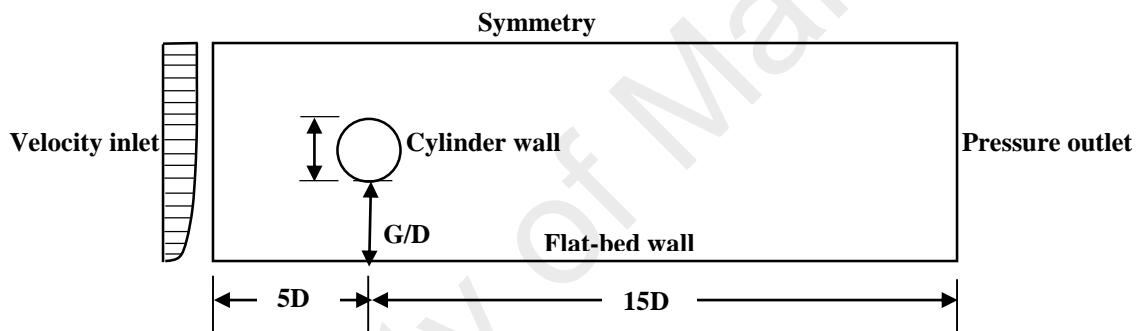 Symmetry
Velocity inlet
Cylinder wall
Pressure outlet
G/D
Flat-bed wall
5D
15D